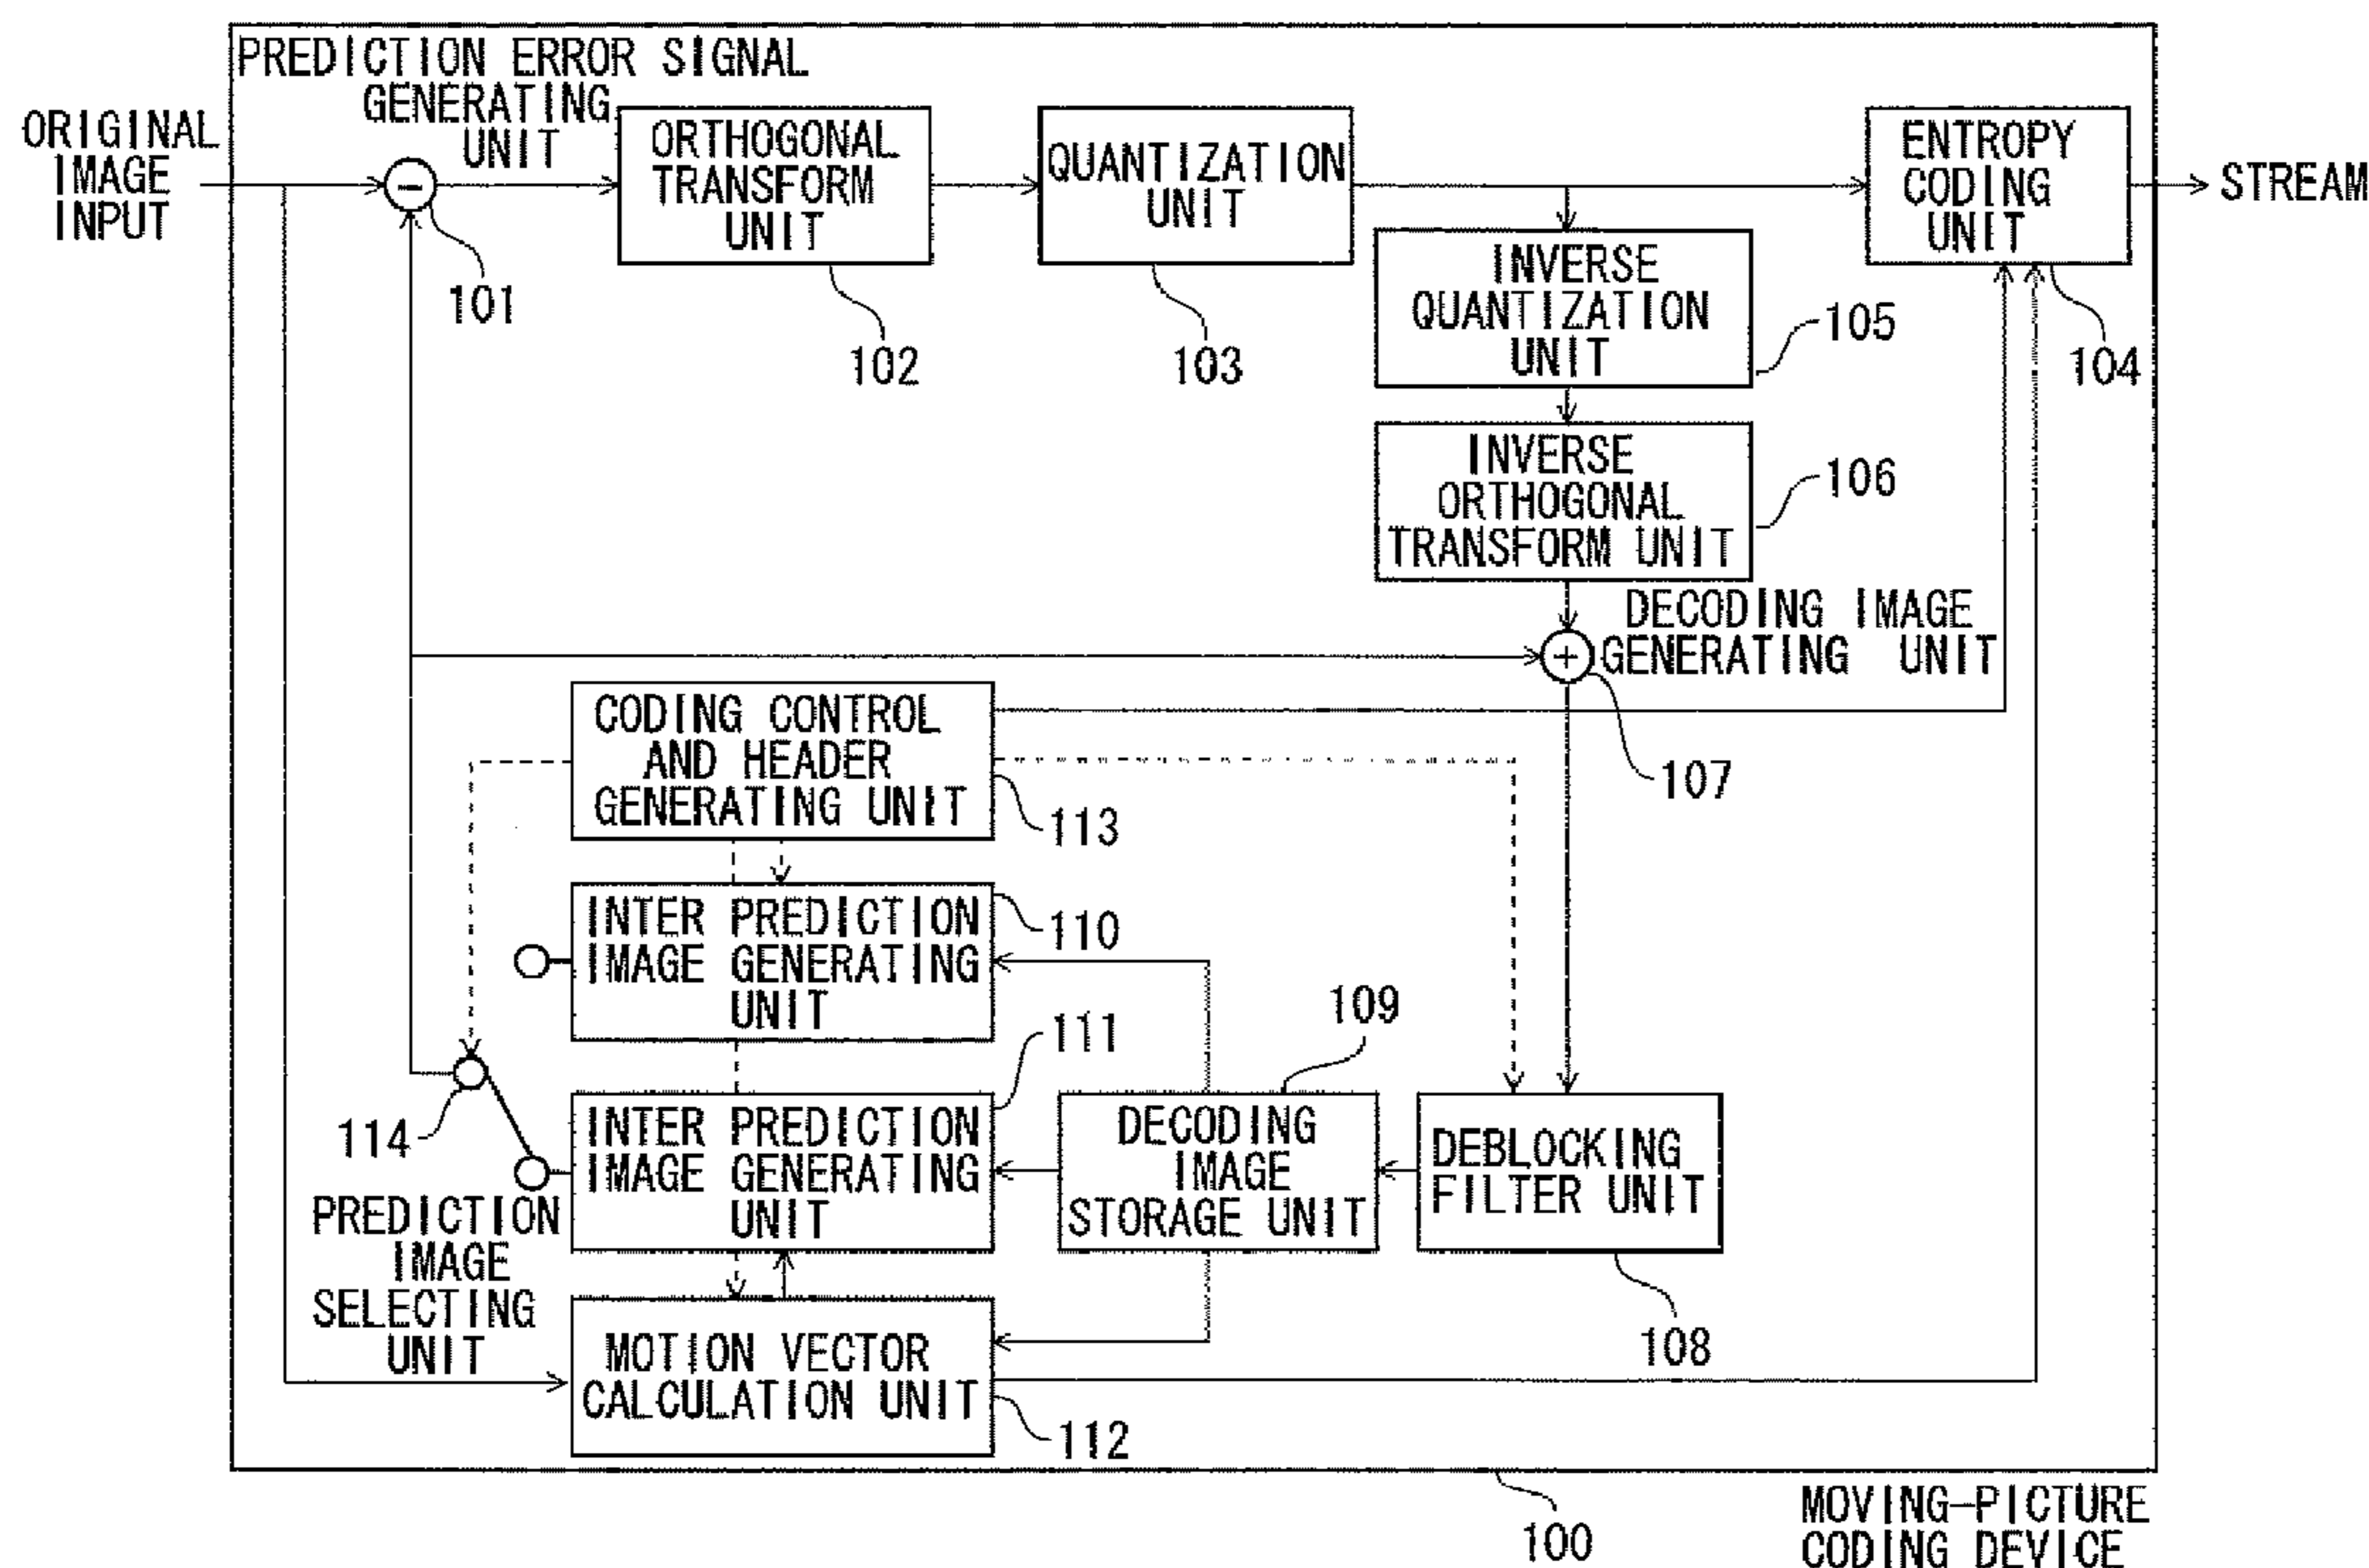 PREDICTION ERROR SIGNAL
GENERATING
UNIT
ORIGINAL
IMAGE
INPUT
101
ORTHOGONAL
TRANSFORM
UNIT
102
QUANTIZATION
UNIT
103
ENTROPY
CODING
UNIT
104
STREAM
INVERSE
QUANTIZATION
UNIT
105
INVERSE
ORTHOGONAL
TRANSFORM UNIT
106
DECODING IMAGE
GENERATING UNIT
107
CODING CONTROL
AND HEADER
GENERATING UNIT
113
INTER PREDICTION
IMAGE GENERATING
UNIT
110
INTER PREDICTION
IMAGE GENERATING
UNIT
111
114
PREDICTION
IMAGE
SELECTING
UNIT
DECODING
IMAGE
STORAGE UNIT
109
DEBLOCKING
FILTER UNIT
108
MOTION VECTOR
CALCULATION UNIT
112
100
MOVING-PICTURE
CODING DEVICE